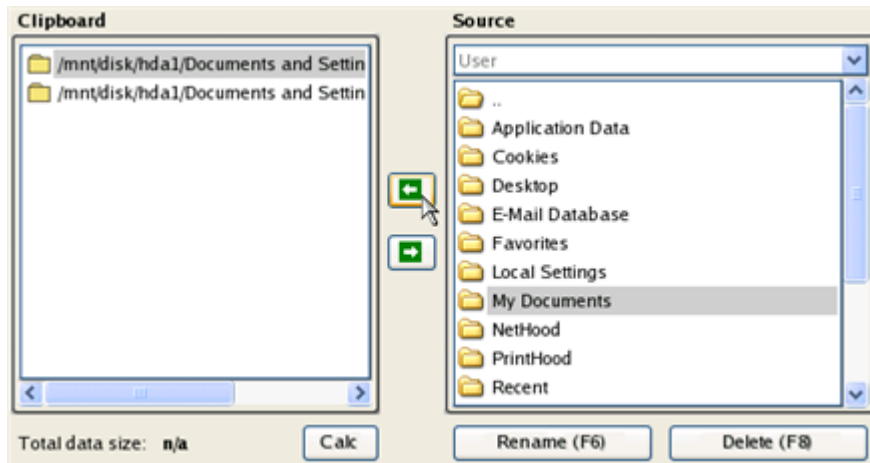 Clipboard
/mnt/disk/hda1/Documents and Settin
/mnt/disk/hda1/Documents and Settin
Total data size: n/a
Calc
Source
User
..
Application Data
Cookies
Desktop
E-Mail Database
Favorites
Local Settings
My Documents
NetHood
PrintHood
Recent
Rename (F6)
Delete (F8)